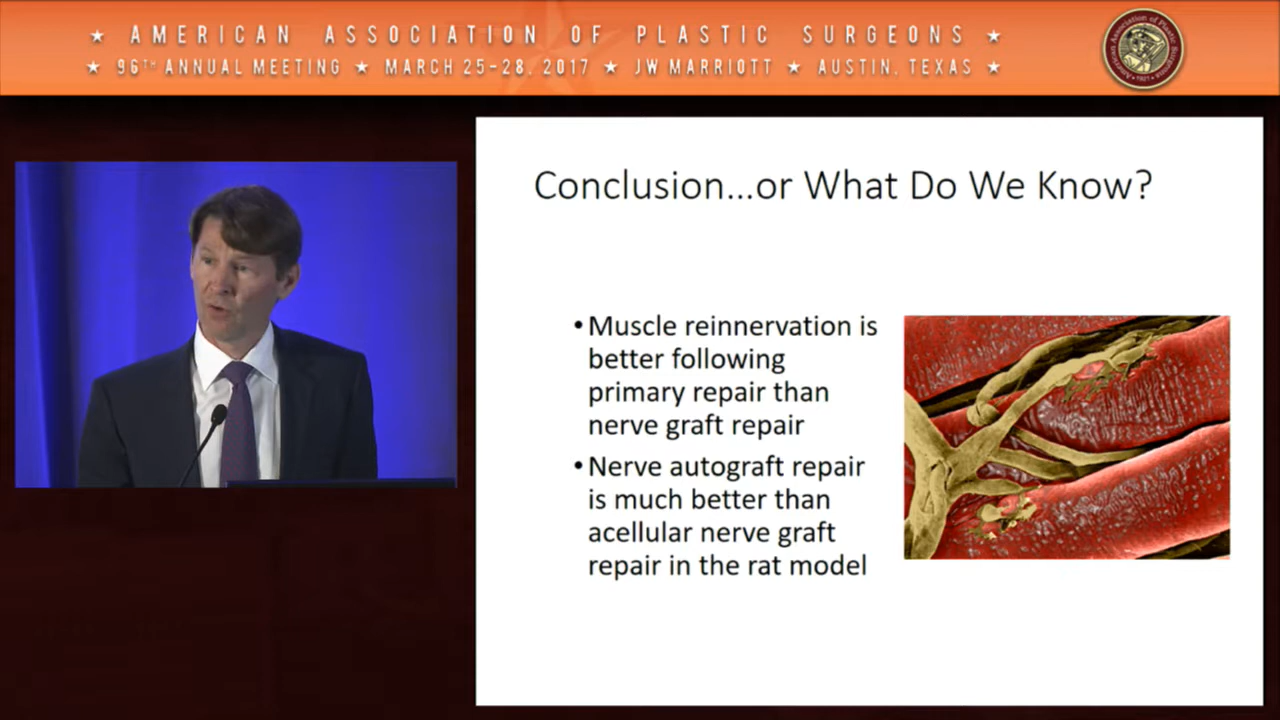 ★ AMERICAN ASSOCIATION OF PLASTIC SURGEONS ★
★ 96TH ANNUAL MEETING ★ MARCH 25-28, 2017 ★ JW MARRIOTT ★ AUSTIN, TEXAS ★
Conclusion...or What Do We Know?
• Muscle reinnervation is
better following
primary repair than
nerve graft repair
• Nerve autograft repair
is much better than
acellular nerve graft
repair in the rat model